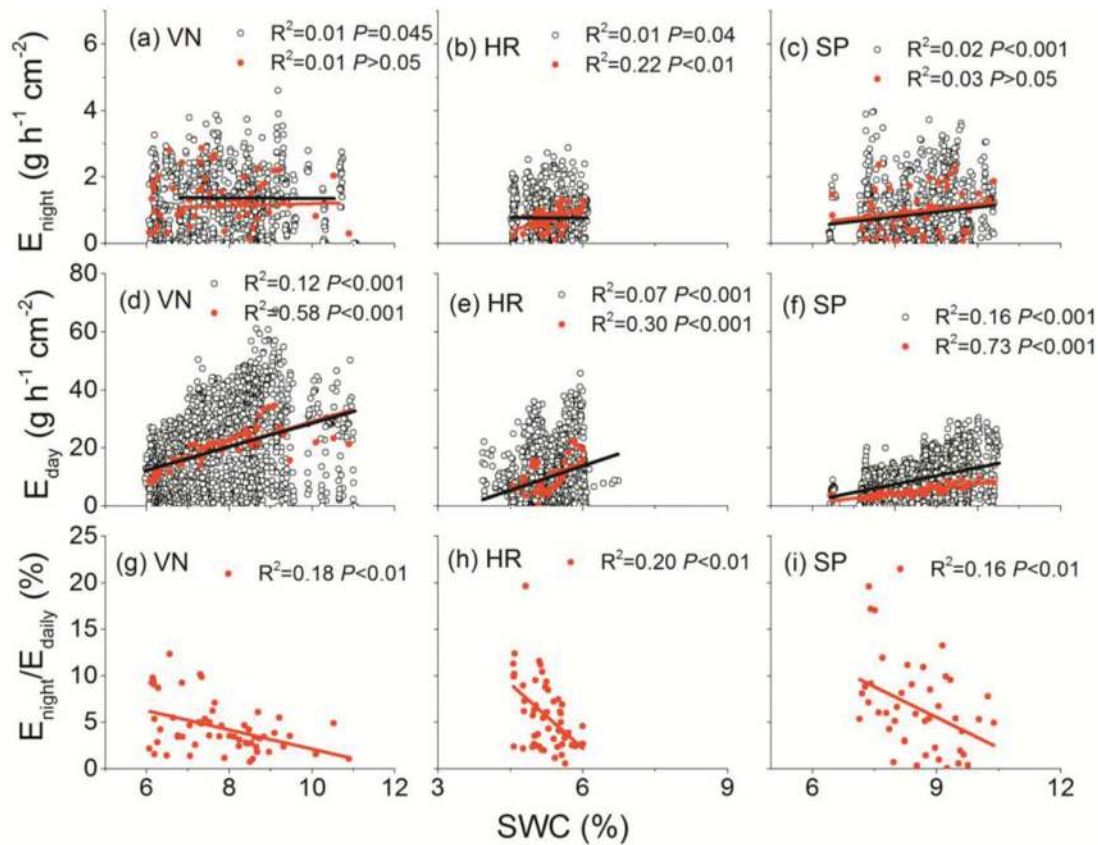 (a) VN
R²=0.01 P=0.045
R²=0.01 P>0.05
(b) HR
R²=0.01 P=0.04
R²=0.22 P<0.01
(c) SP
R²=0.02 P<0.001
R²=0.03 P>0.05
E_night (g h⁻¹ cm⁻²)
6
4
2
0
(d) VN
R²=0.12 P<0.001
R²=0.58 P<0.001
(e) HR
R²=0.07 P<0.001
R²=0.30 P<0.001
(f) SP
R²=0.16 P<0.001
R²=0.73 P<0.001
E_day (g h⁻¹ cm⁻²)
80
60
40
20
0
(g) VN
R²=0.18 P<0.01
(h) HR
R²=0.20 P<0.01
(i) SP
R²=0.16 P<0.01
E_night/E_daily (%)
25
20
15
10
5
0
6 8 10 12
3 6 9
6 9 12
SWC (%)